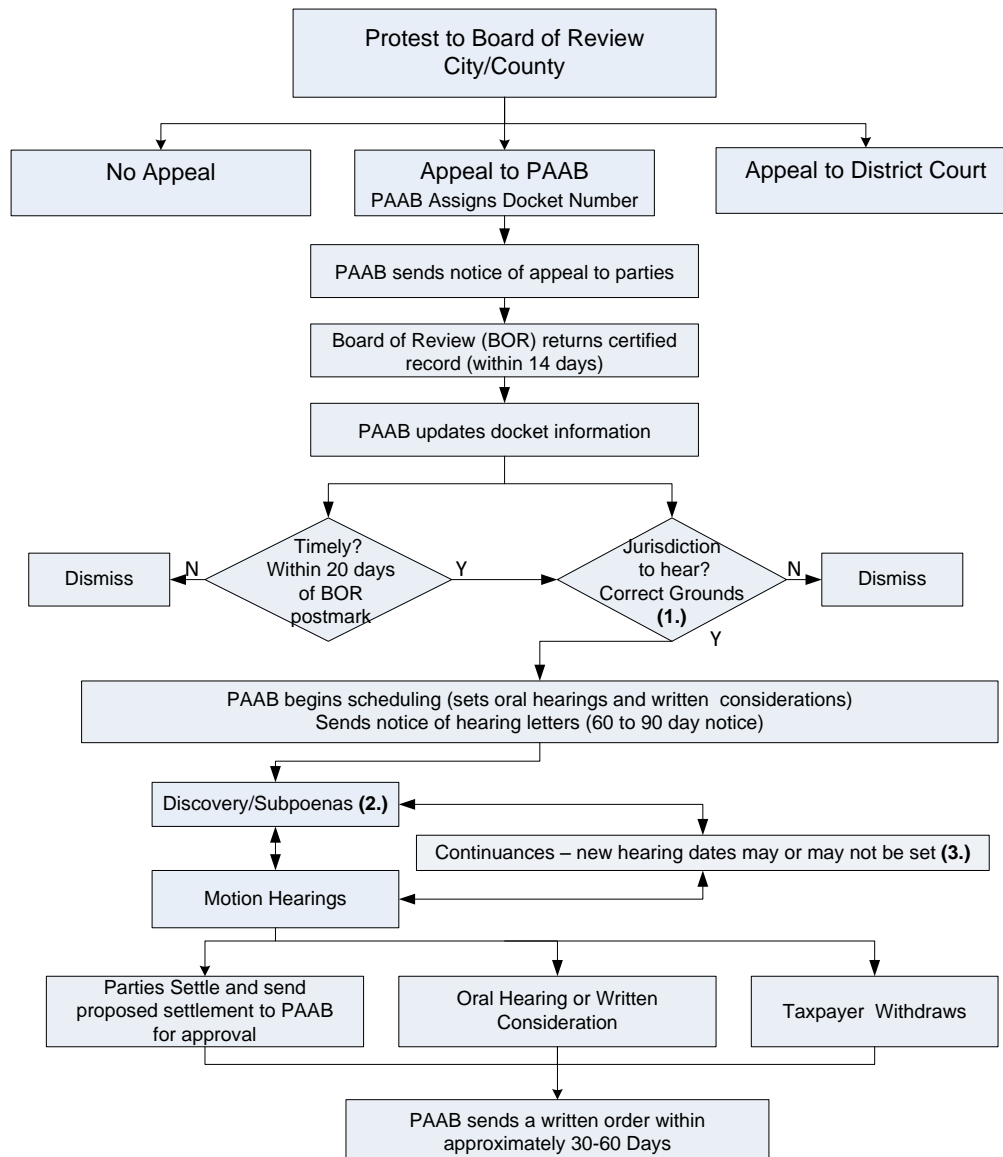 Protest to Board of Review
City/County
No Appeal
Appeal to PAAB
PAAB Assigns Docket Number
Appeal to District Court
PAAB sends notice of appeal to parties
Board of Review (BOR) returns certified
record (within 14 days)
PAAB updates docket information
Dismiss
N
Timely?
Within 20 days
of BOR
postmark
Y
Jurisdiction
to hear?
Correct Grounds
(1.)
N
Dismiss
Y
PAAB begins scheduling (sets oral hearings and written considerations)
Sends notice of hearing letters (60 to 90 day notice)
Discovery/Subpoenas (2.)
Continuances – new hearing dates may or may not be set (3.)
Motion Hearings
Parties Settle and send
proposed settlement to PAAB
for approval
Oral Hearing or Written
Consideration
Taxpayer Withdraws
PAAB sends a written order within
approximately 30-60 Days